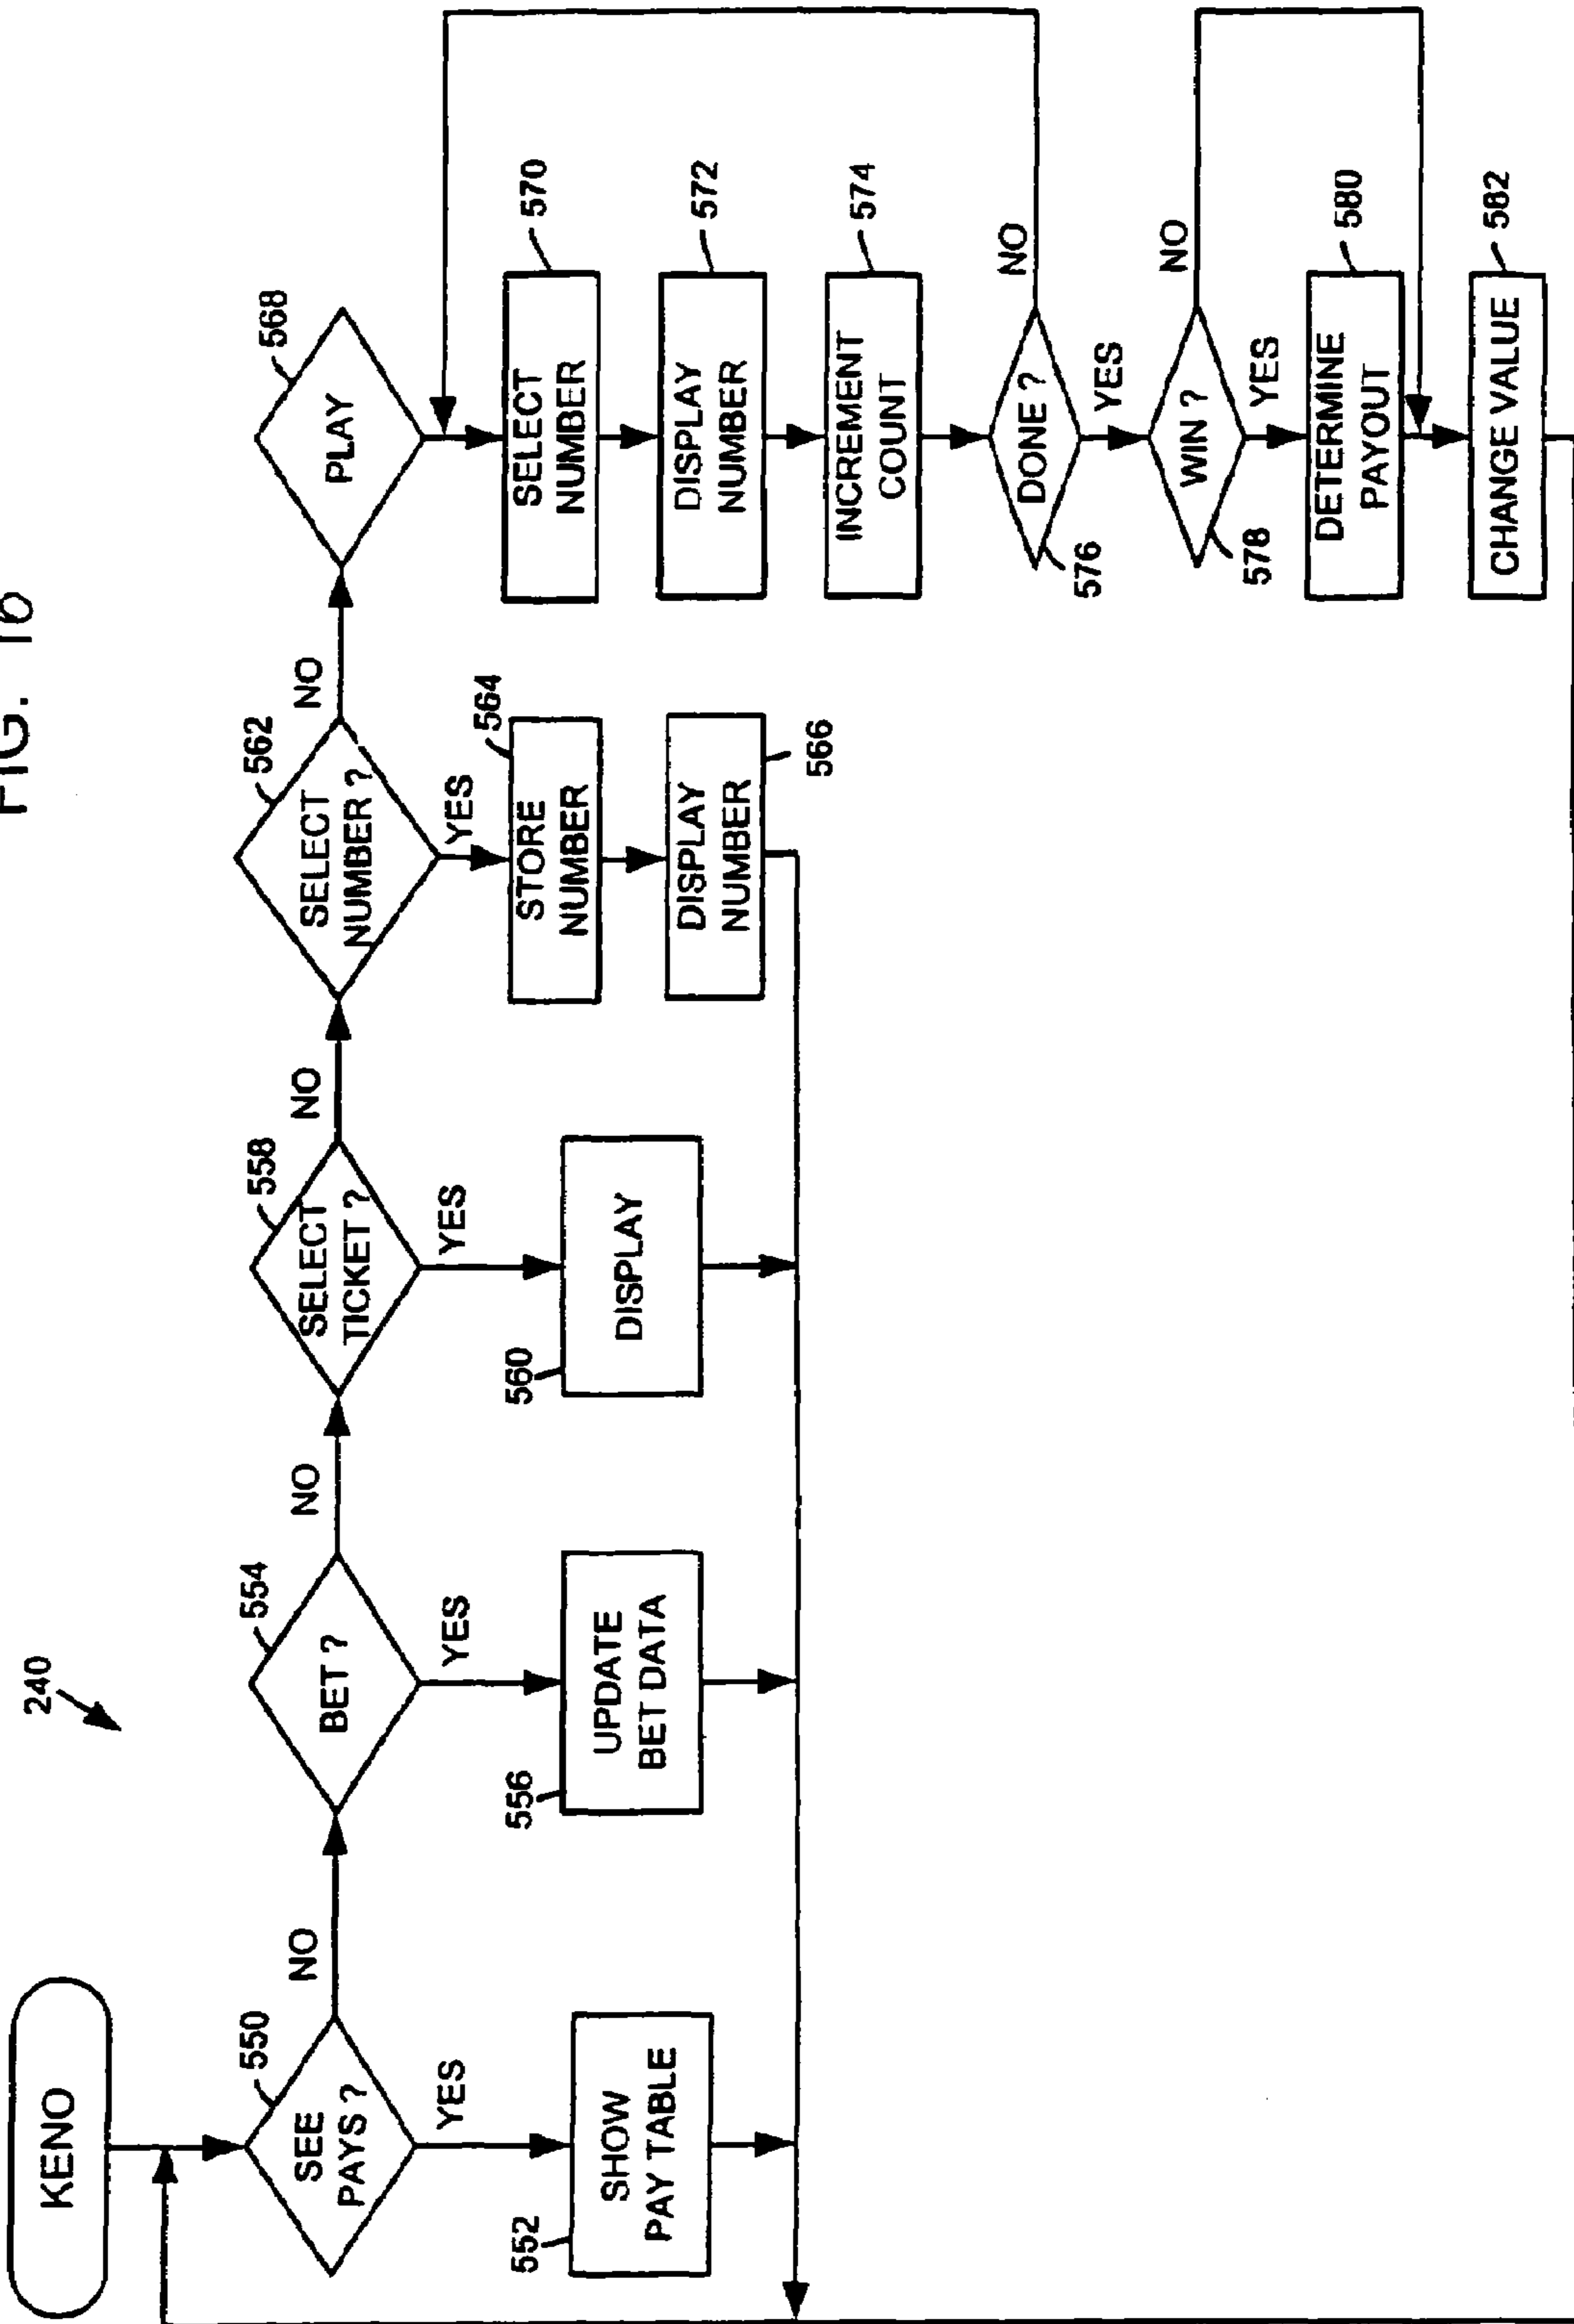 FIG. 16
240
KENO
550
SEE
PAYS ?
NO
YES
552
SHOW
PAY TABLE
554
BET ?
NO
YES
556
UPDATE
BET DATA
558
SELECT
TICKET ?
NO
YES
560
DISPLAY
562
SELECT
NUMBER ?
NO
YES
564
STORE
NUMBER
566
DISPLAY
NUMBER
568
PLAY
570
SELECT
NUMBER
572
DISPLAY
NUMBER
574
INCREMENT
COUNT
576
DONE ?
NO
YES
578
WIN ?
NO
YES
580
DETERMINE
PAYOUT
582
CHANGE VALUE